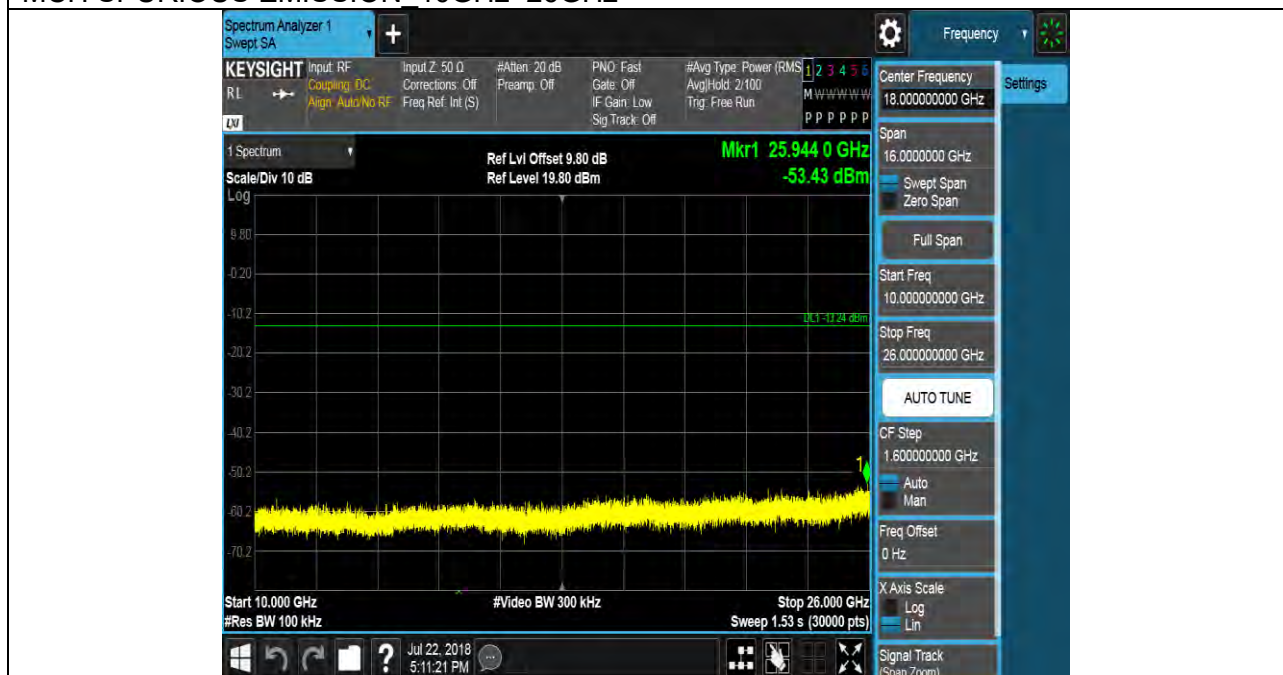 Spectrum Analyzer 1
Swept SA
+
Frequency
KEYSIGHT
RL
LXI
Input: RF
Coupling: DC
Align: Auto/No RF
Input Z: 50 Ω
Corrections: Off
Freq Ref: Int (S)
#Atten: 20 dB
Preamp: Off
PNO: Fast
Gate: Off
IF Gain: Low
Sig Track: Off
#Avg Type: Power (RMS
Avg|Hold: 2/100
Trig: Free Run
1 2 3 4 5 6
M W W W W W
P P P P P P
Center Frequency
18.000000000 GHz
Settings
1 Spectrum
Scale/Div 10 dB
Ref Lvl Offset 9.80 dB
Ref Level 19.80 dBm
Mkr1 25.944 0 GHz
-53.43 dBm
Span
16.0000000 GHz
Swept Span
Zero Span
Full Span
Start Freq
10.000000000 GHz
Stop Freq
26.000000000 GHz
AUTO TUNE
CF Step
1.600000000 GHz
Auto
Man
Freq Offset
0 Hz
X Axis Scale
Log
Lin
Signal Track
(Span Zoom)
Log
9.80
-0.20
-10.2
DL1 -13.24 dBm
-20.2
-30.2
-40.2
-50.2
1
-60.2
-70.2
Start 10.000 GHz
#Res BW 100 kHz
#Video BW 300 kHz
Stop 26.000 GHz
Sweep 1.53 s (30000 pts)
?
Jul 22, 2018
5:11:21 PM